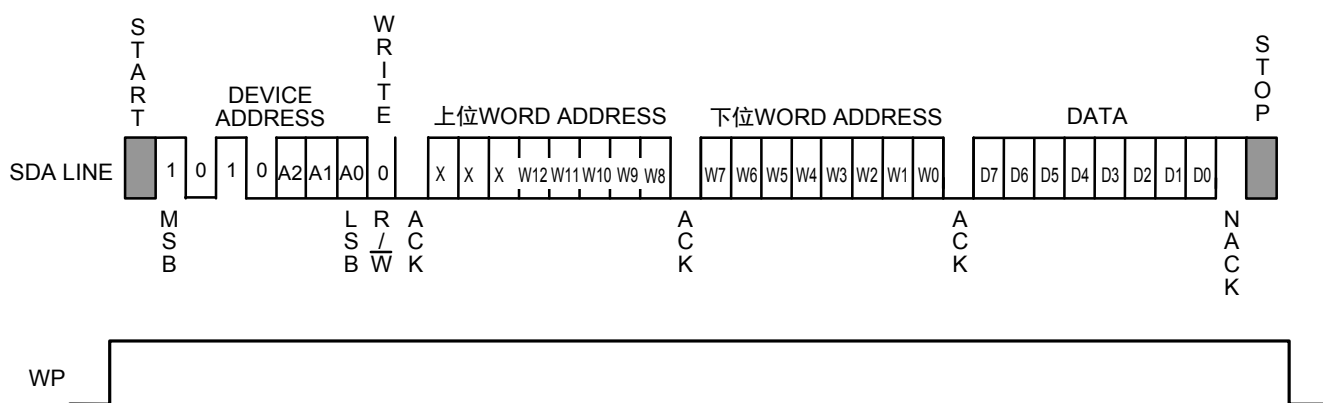 START
WRITE
STOP
DEVICE
ADDRESS
上位WORD ADDRESS
下位WORD ADDRESS
DATA
SDA LINE
1 0 1 0 A2 A1 A0 0 X X X W12 W11 W10 W9 W8 W7 W6 W5 W4 W3 W2 W1 W0 D7 D6 D5 D4 D3 D2 D1 D0
MSB
LSB
R/W
ACK
ACK
ACK
NACK
WP